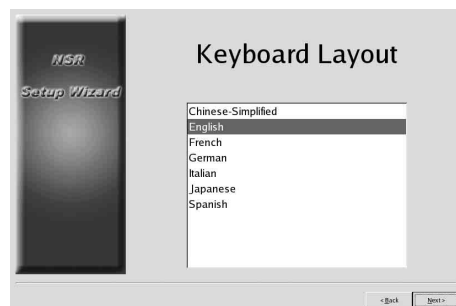 NSR
Setup Wizard
Keyboard Layout
Chinese-Simplified
English
French
German
Italian
Japanese
Spanish
< Back
Next >